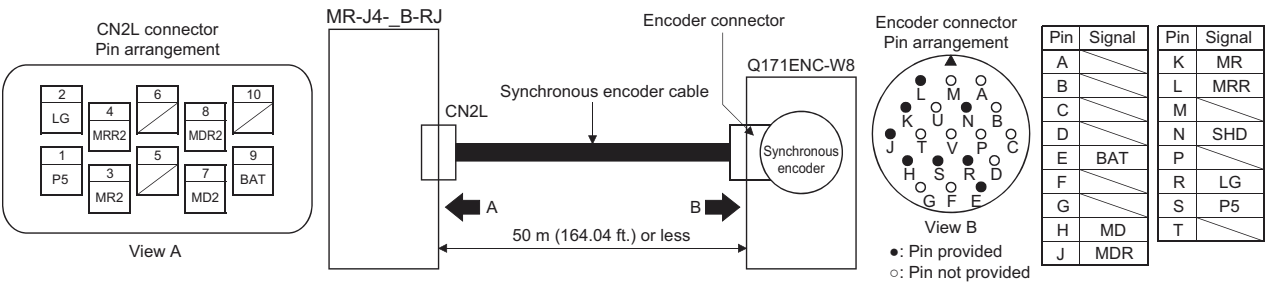 CN2L connector
Pin arrangement
2
LG
4
MRR2
6
8
MDR2
10
1
P5
3
MR2
5
7
MD2
9
BAT
View A
MR-J4-_B-RJ
CN2L
Synchronous encoder cable
Encoder connector
Q171ENC-W8
Synchronous
encoder
A
B
50 m (164.04 ft.) or less
Encoder connector
Pin arrangement
L M A
K U N B
J T V P C
H S R D
G F E
View B
●: Pin provided
○: Pin not provided
Pin Signal
A
B
C
D
E BAT
F
G
H MD
J MDR
Pin Signal
K MR
L MRR
M
N SHD
P
R LG
S P5
T